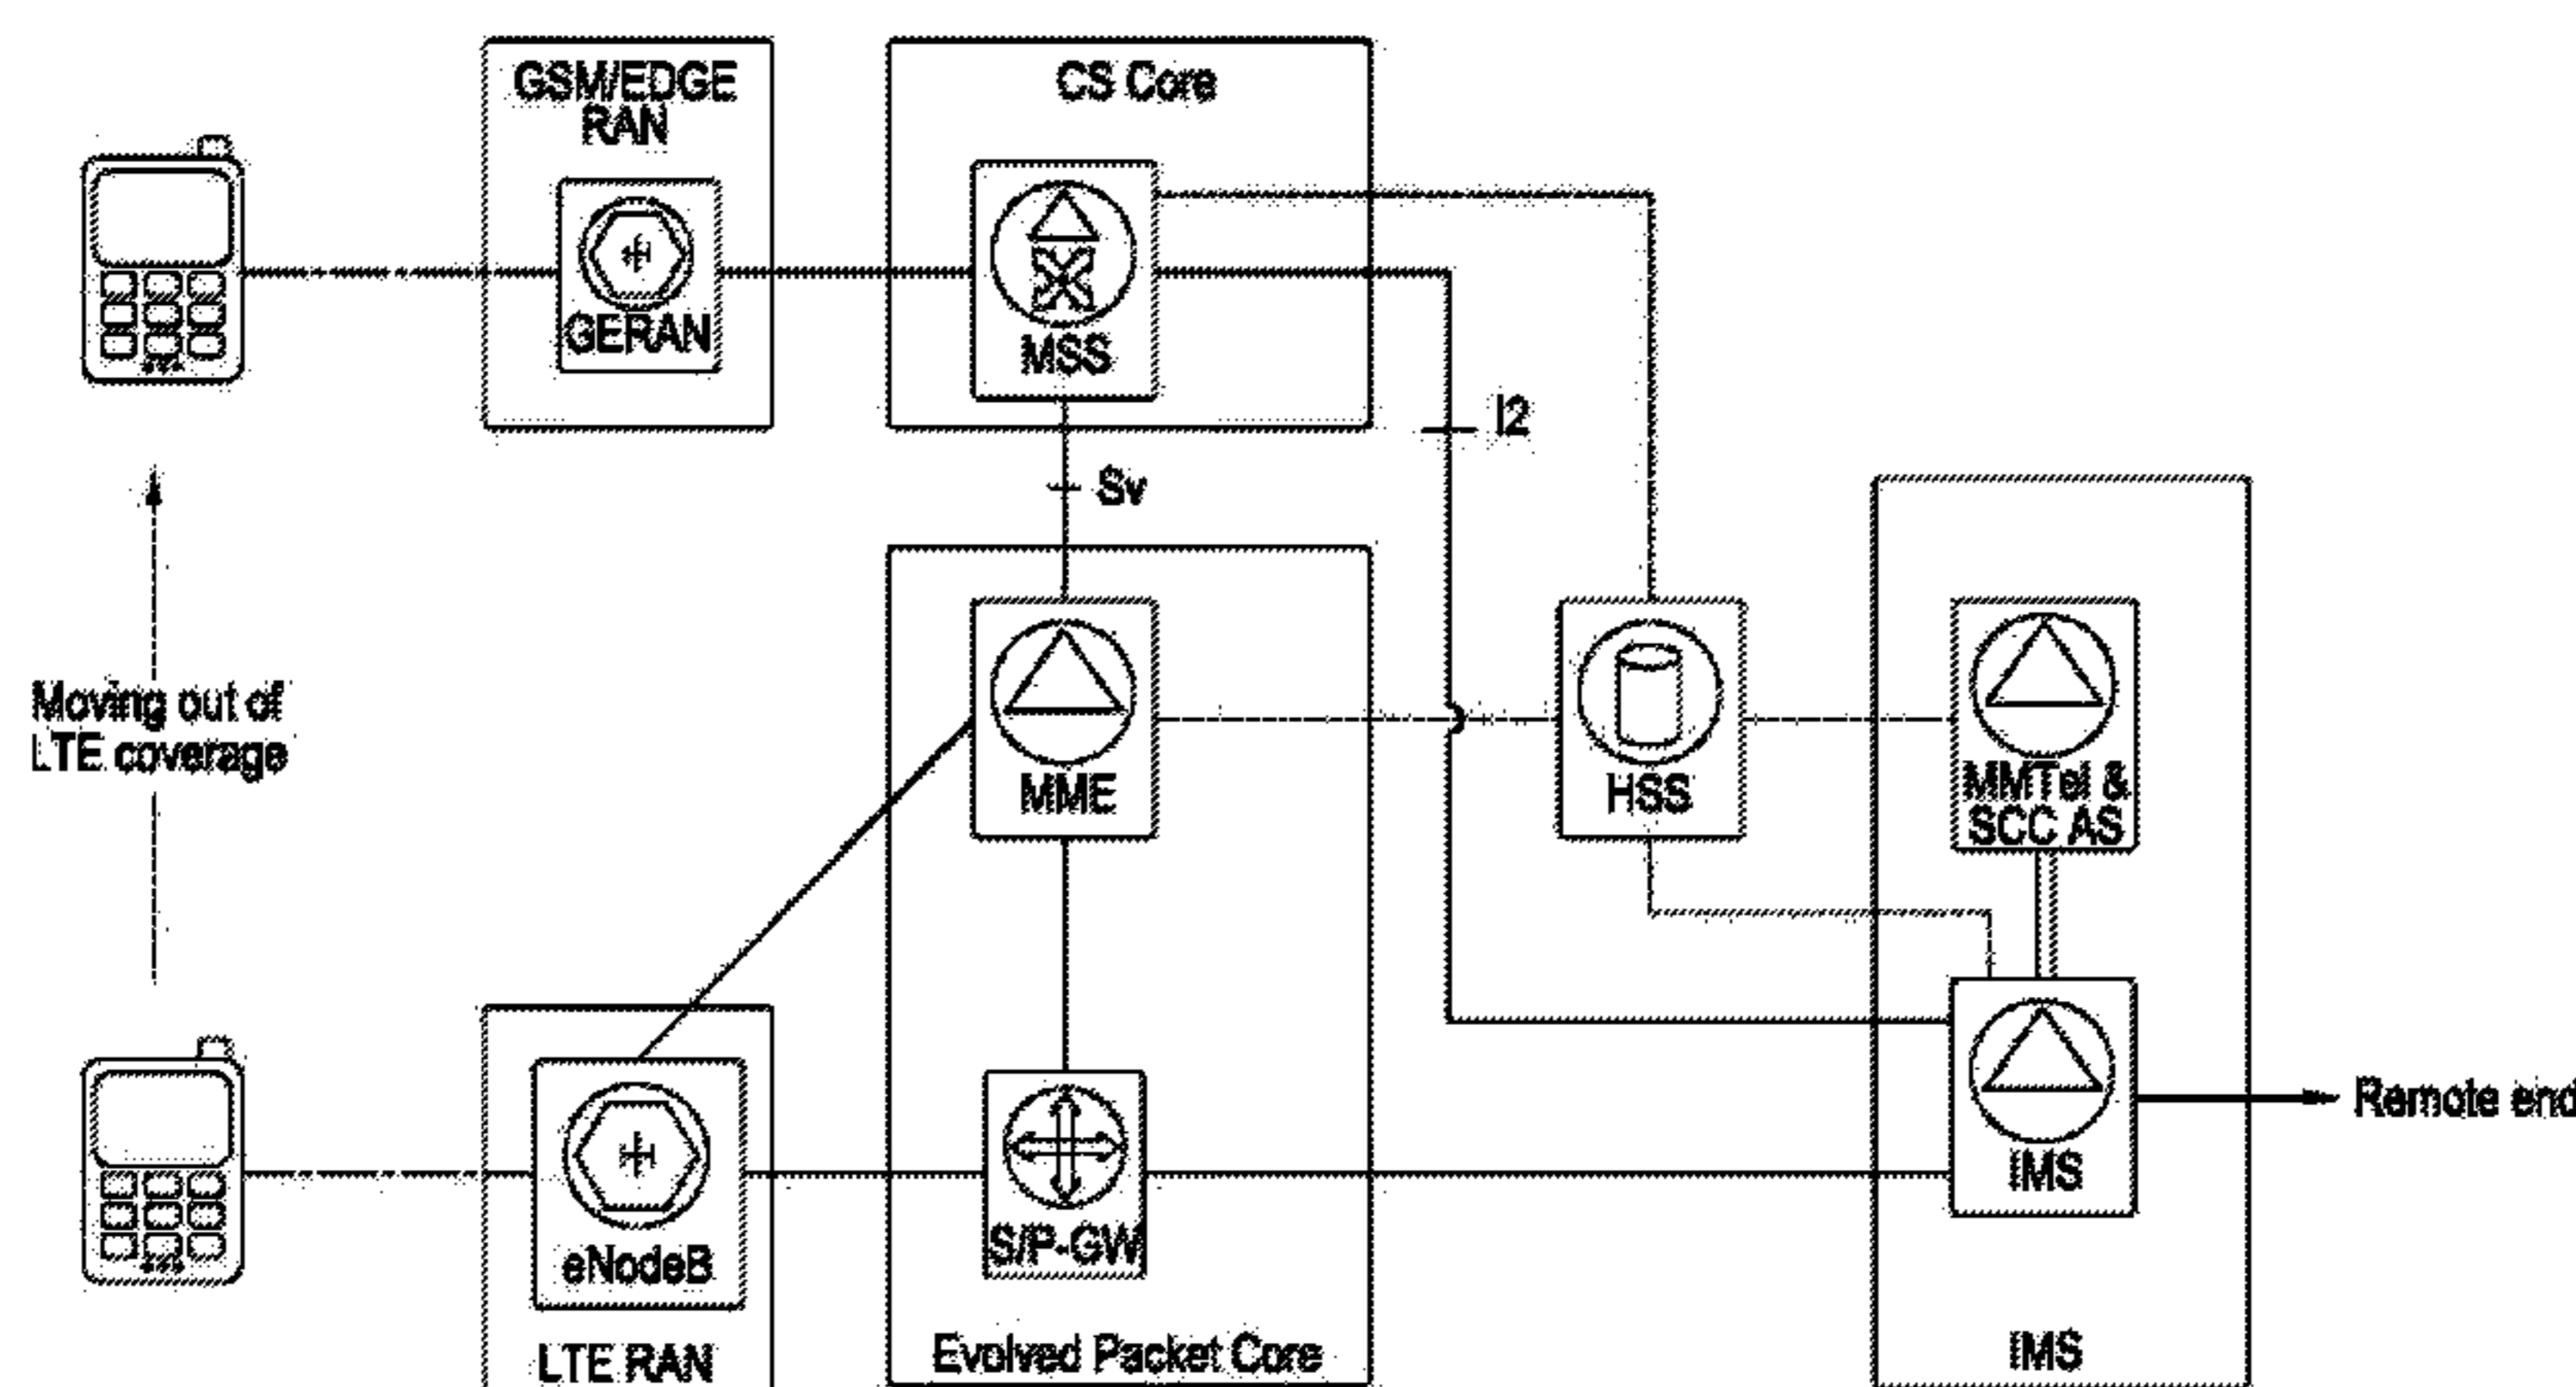 GSM/EDGE
RAN
CS Core
GERAN
MSS
I2
Sv
Moving out of
LTE coverage
MME
HSS
MMTel &
SCC AS
eNodeB
S/P-GW
IMS
Remote end
LTE RAN
Evolved Packet Core
IMS